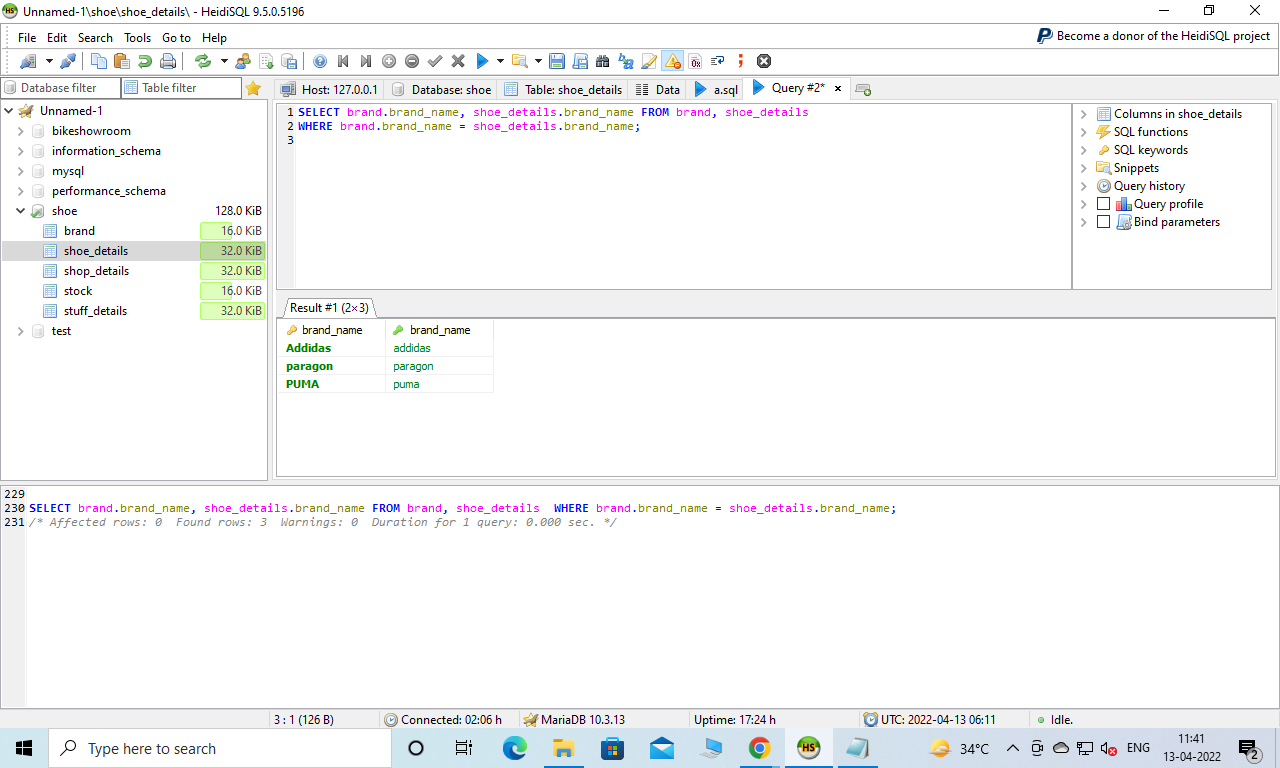 Unnamed-1\shoe\shoe_details\ - HeidiSQL 9.5.0.5196
File Edit Search Tools Go to Help
Become a donor of the HeidiSQL project
Database filter
Table filter
Host: 127.0.0.1
Database: shoe
Table: shoe_details
Data
a.sql
Query #2*
Unnamed-1
bikeshowroom
information_schema
mysql
performance_schema
shoe 128.0 KiB
brand 16.0 KiB
shoe_details 32.0 KiB
shop_details 32.0 KiB
stock 16.0 KiB
stuff_details 32.0 KiB
test
1 SELECT brand.brand_name, shoe_details.brand_name FROM brand, shoe_details
2 WHERE brand.brand_name = shoe_details.brand_name;
3
Columns in shoe_details
SQL functions
SQL keywords
Snippets
Query history
Query profile
Bind parameters
Result #1 (2×3)
brand_name brand_name
Addidas addidas
paragon paragon
PUMA puma
229
230 SELECT brand.brand_name, shoe_details.brand_name FROM brand, shoe_details  WHERE brand.brand_name = shoe_details.brand_name;
231 /* Affected rows: 0  Found rows: 3  Warnings: 0  Duration for 1 query: 0.000 sec. */
3 : 1 (126 B)
Connected: 02:06 h
MariaDB 10.3.13
Uptime: 17:24 h
UTC: 2022-04-13 06:11
Idle.
Type here to search
34°C
ENG
11:41
13-04-2022
2